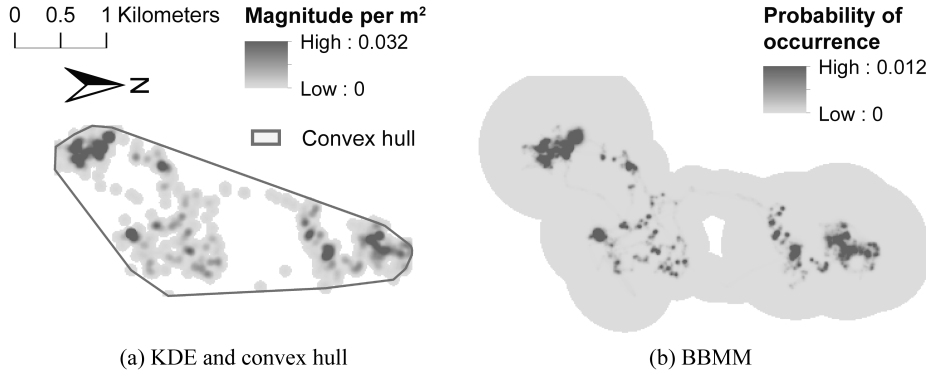 0 0.5 1 Kilometers
N
Magnitude per m²
High : 0.032
Low : 0
Convex hull
(a) KDE and convex hull
Probability of
occurrence
High : 0.012
Low : 0
(b) BBMM